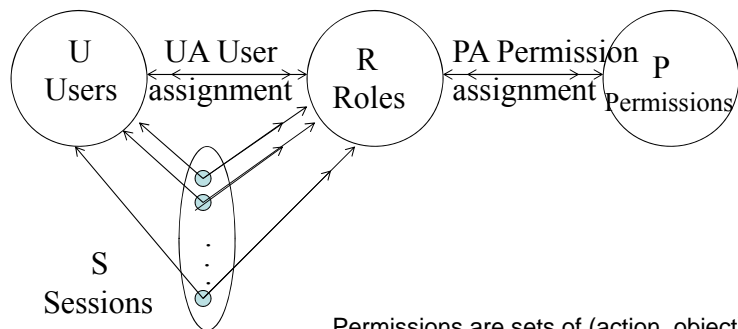 U
Users
UA User
assignment
R
Roles
PA Permission
assignment
P
Permissions
S
Sessions
Permissions are sets of (action, object